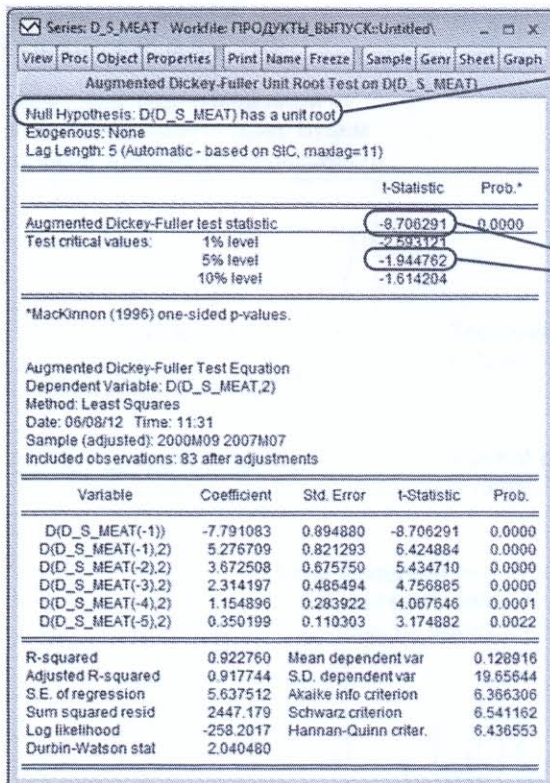 Series: D_S_MEAT Workfile: ПРОДУКТЫ_ВЫПУСК::Untitled\
View Proc Object Properties Print Name Freeze Sample Genr Sheet Graph
Augmented Dickey-Fuller Unit Root Test on D(D_S_MEAT)
Null Hypothesis: D(D_S_MEAT) has a unit root
Exogenous: None
Lag Length: 5 (Automatic - based on SIC, maxlag=11)
t-Statistic Prob.*
Augmented Dickey-Fuller test statistic -8.706291 0.0000
Test critical values: 1% level -2.593121
5% level -1.944762
10% level -1.614204
*MacKinnon (1996) one-sided p-values.
Augmented Dickey-Fuller Test Equation
Dependent Variable: D(D_S_MEAT,2)
Method: Least Squares
Date: 06/08/12 Time: 11:31
Sample (adjusted): 2000M09 2007M07
Included observations: 83 after adjustments
Variable Coefficient Std. Error t-Statistic Prob.
D(D_S_MEAT(-1)) -7.791083 0.894880 -8.706291 0.0000
D(D_S_MEAT(-1),2) 5.276709 0.821293 6.424884 0.0000
D(D_S_MEAT(-2),2) 3.672508 0.675750 5.434710 0.0000
D(D_S_MEAT(-3),2) 2.314197 0.486494 4.756885 0.0000
D(D_S_MEAT(-4),2) 1.154896 0.283922 4.067646 0.0001
D(D_S_MEAT(-5),2) 0.350199 0.110303 3.174882 0.0022
R-squared 0.922760 Mean dependent var 0.128916
Adjusted R-squared 0.917744 S.D. dependent var 19.65644
S.E. of regression 5.637512 Akaike info criterion 6.366306
Sum squared resid 2447.179 Schwarz criterion 6.541162
Log likelihood -258.2017 Hannan-Quinn criter. 6.436553
Durbin-Watson stat 2.040480